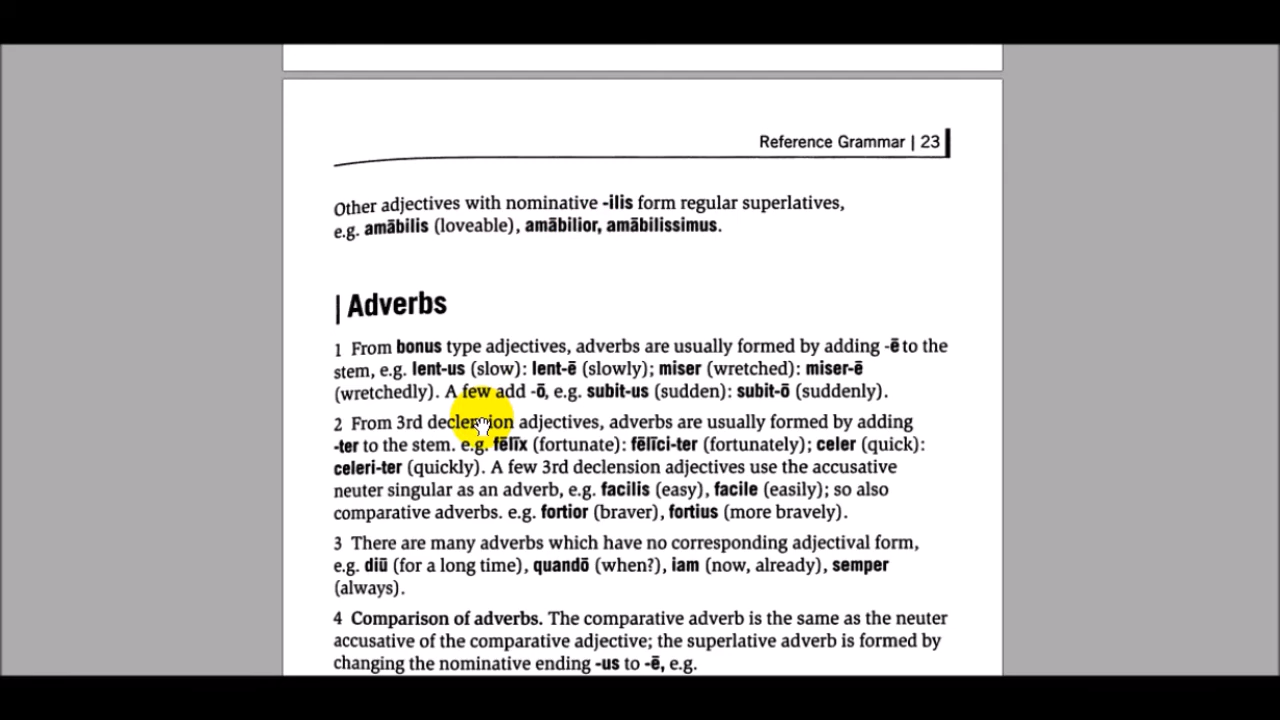 Reference Grammar | 23
Other adjectives with nominative -ilis form regular superlatives,
e.g. amābilis (loveable), amābilior, amābilissimus.
Adverbs
1 From bonus type adjectives, adverbs are usually formed by adding -ē to the
stem, e.g. lent-us (slow): lent-ē (slowly); miser (wretched): miser-ē
(wretchedly). A few add -ō, e.g. subit-us (sudden): subit-ō (suddenly).
2 From 3rd declension adjectives, adverbs are usually formed by adding
-ter to the stem. e.g. fēlīx (fortunate): fēlīci-ter (fortunately); celer (quick):
celeri-ter (quickly). A few 3rd declension adjectives use the accusative
neuter singular as an adverb, e.g. facilis (easy), facile (easily); so also
comparative adverbs. e.g. fortior (braver), fortius (more bravely).
3 There are many adverbs which have no corresponding adjectival form,
e.g. diū (for a long time), quandō (when?), iam (now, already), semper
(always).
4 Comparison of adverbs. The comparative adverb is the same as the neuter
accusative of the comparative adjective; the superlative adverb is formed by
changing the nominative ending -us to -ē, e.g.